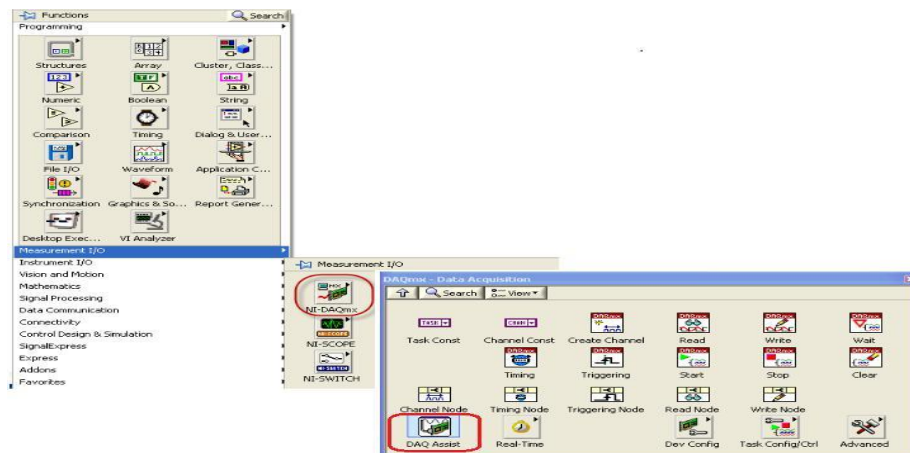 Functions
Search
Programming
Structures Array Cluster, Class...
Numeric Boolean String
Comparison Timing Dialog & User...
File I/O Waveform Application C...
Synchronization Graphics & So... Report Gener...
Desktop Exec... VI Analyzer
Measurement I/O
Instrument I/O
Vision and Motion
Mathematics
Signal Processing
Data Communication
Connectivity
Control Design & Simulation
SignalExpress
Express
Addons
Favorites
Measurement I/O
NI-DAQmx
NI-SCOPE
NI-SWITCH
DAQmx - Data Acquisition
Search View
Task Const Channel Const Create Channel Read Write Wait
Timing Triggering Start Stop Clear
Channel Node Timing Node Triggering Node Read Node Write Node
DAQ Assist Real-Time Dev Config Task Config/Ctrl Advanced